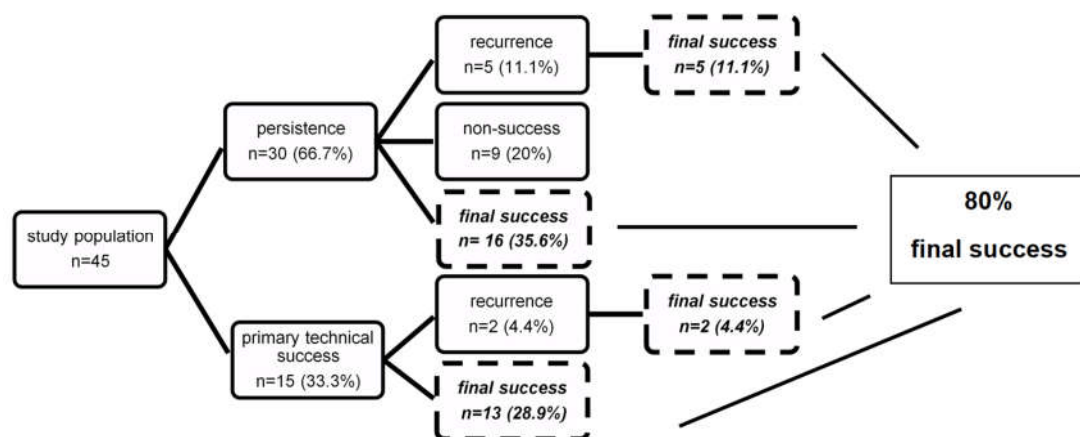 study population
n=45
persistence
n=30 (66.7%)
primary technical
success
n=15 (33.3%)
recurrence
n=5 (11.1%)
non-success
n=9 (20%)
final success
n= 16 (35.6%)
recurrence
n=2 (4.4%)
final success
n=13 (28.9%)
final success
n=5 (11.1%)
final success
n=2 (4.4%)
80%
final success